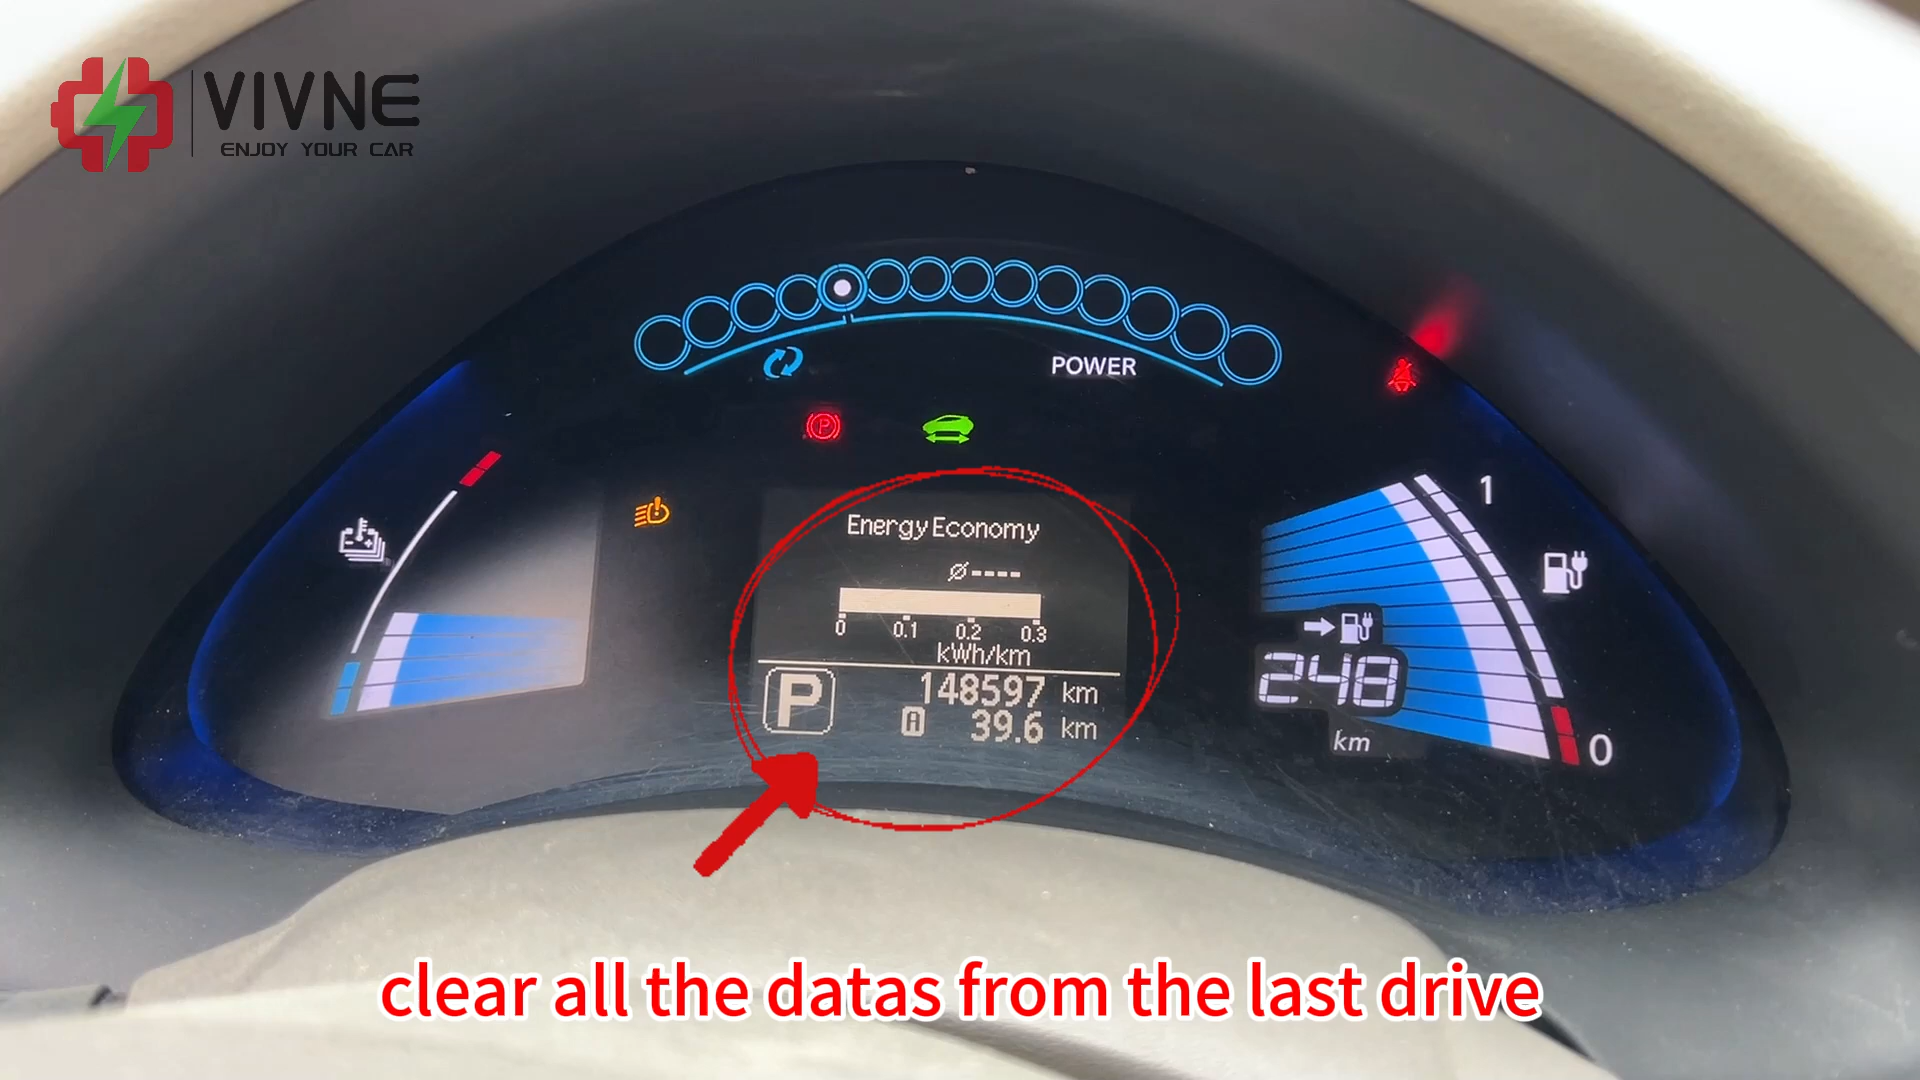 VIVNE
ENJOY YOUR CAR
POWER
P
Energy Economy
Ø----
0 0.1 0.2 0.3
kWh/km
P
148597 km
A 39.6 km
1
248
km
0
clear all the datas from the last drive